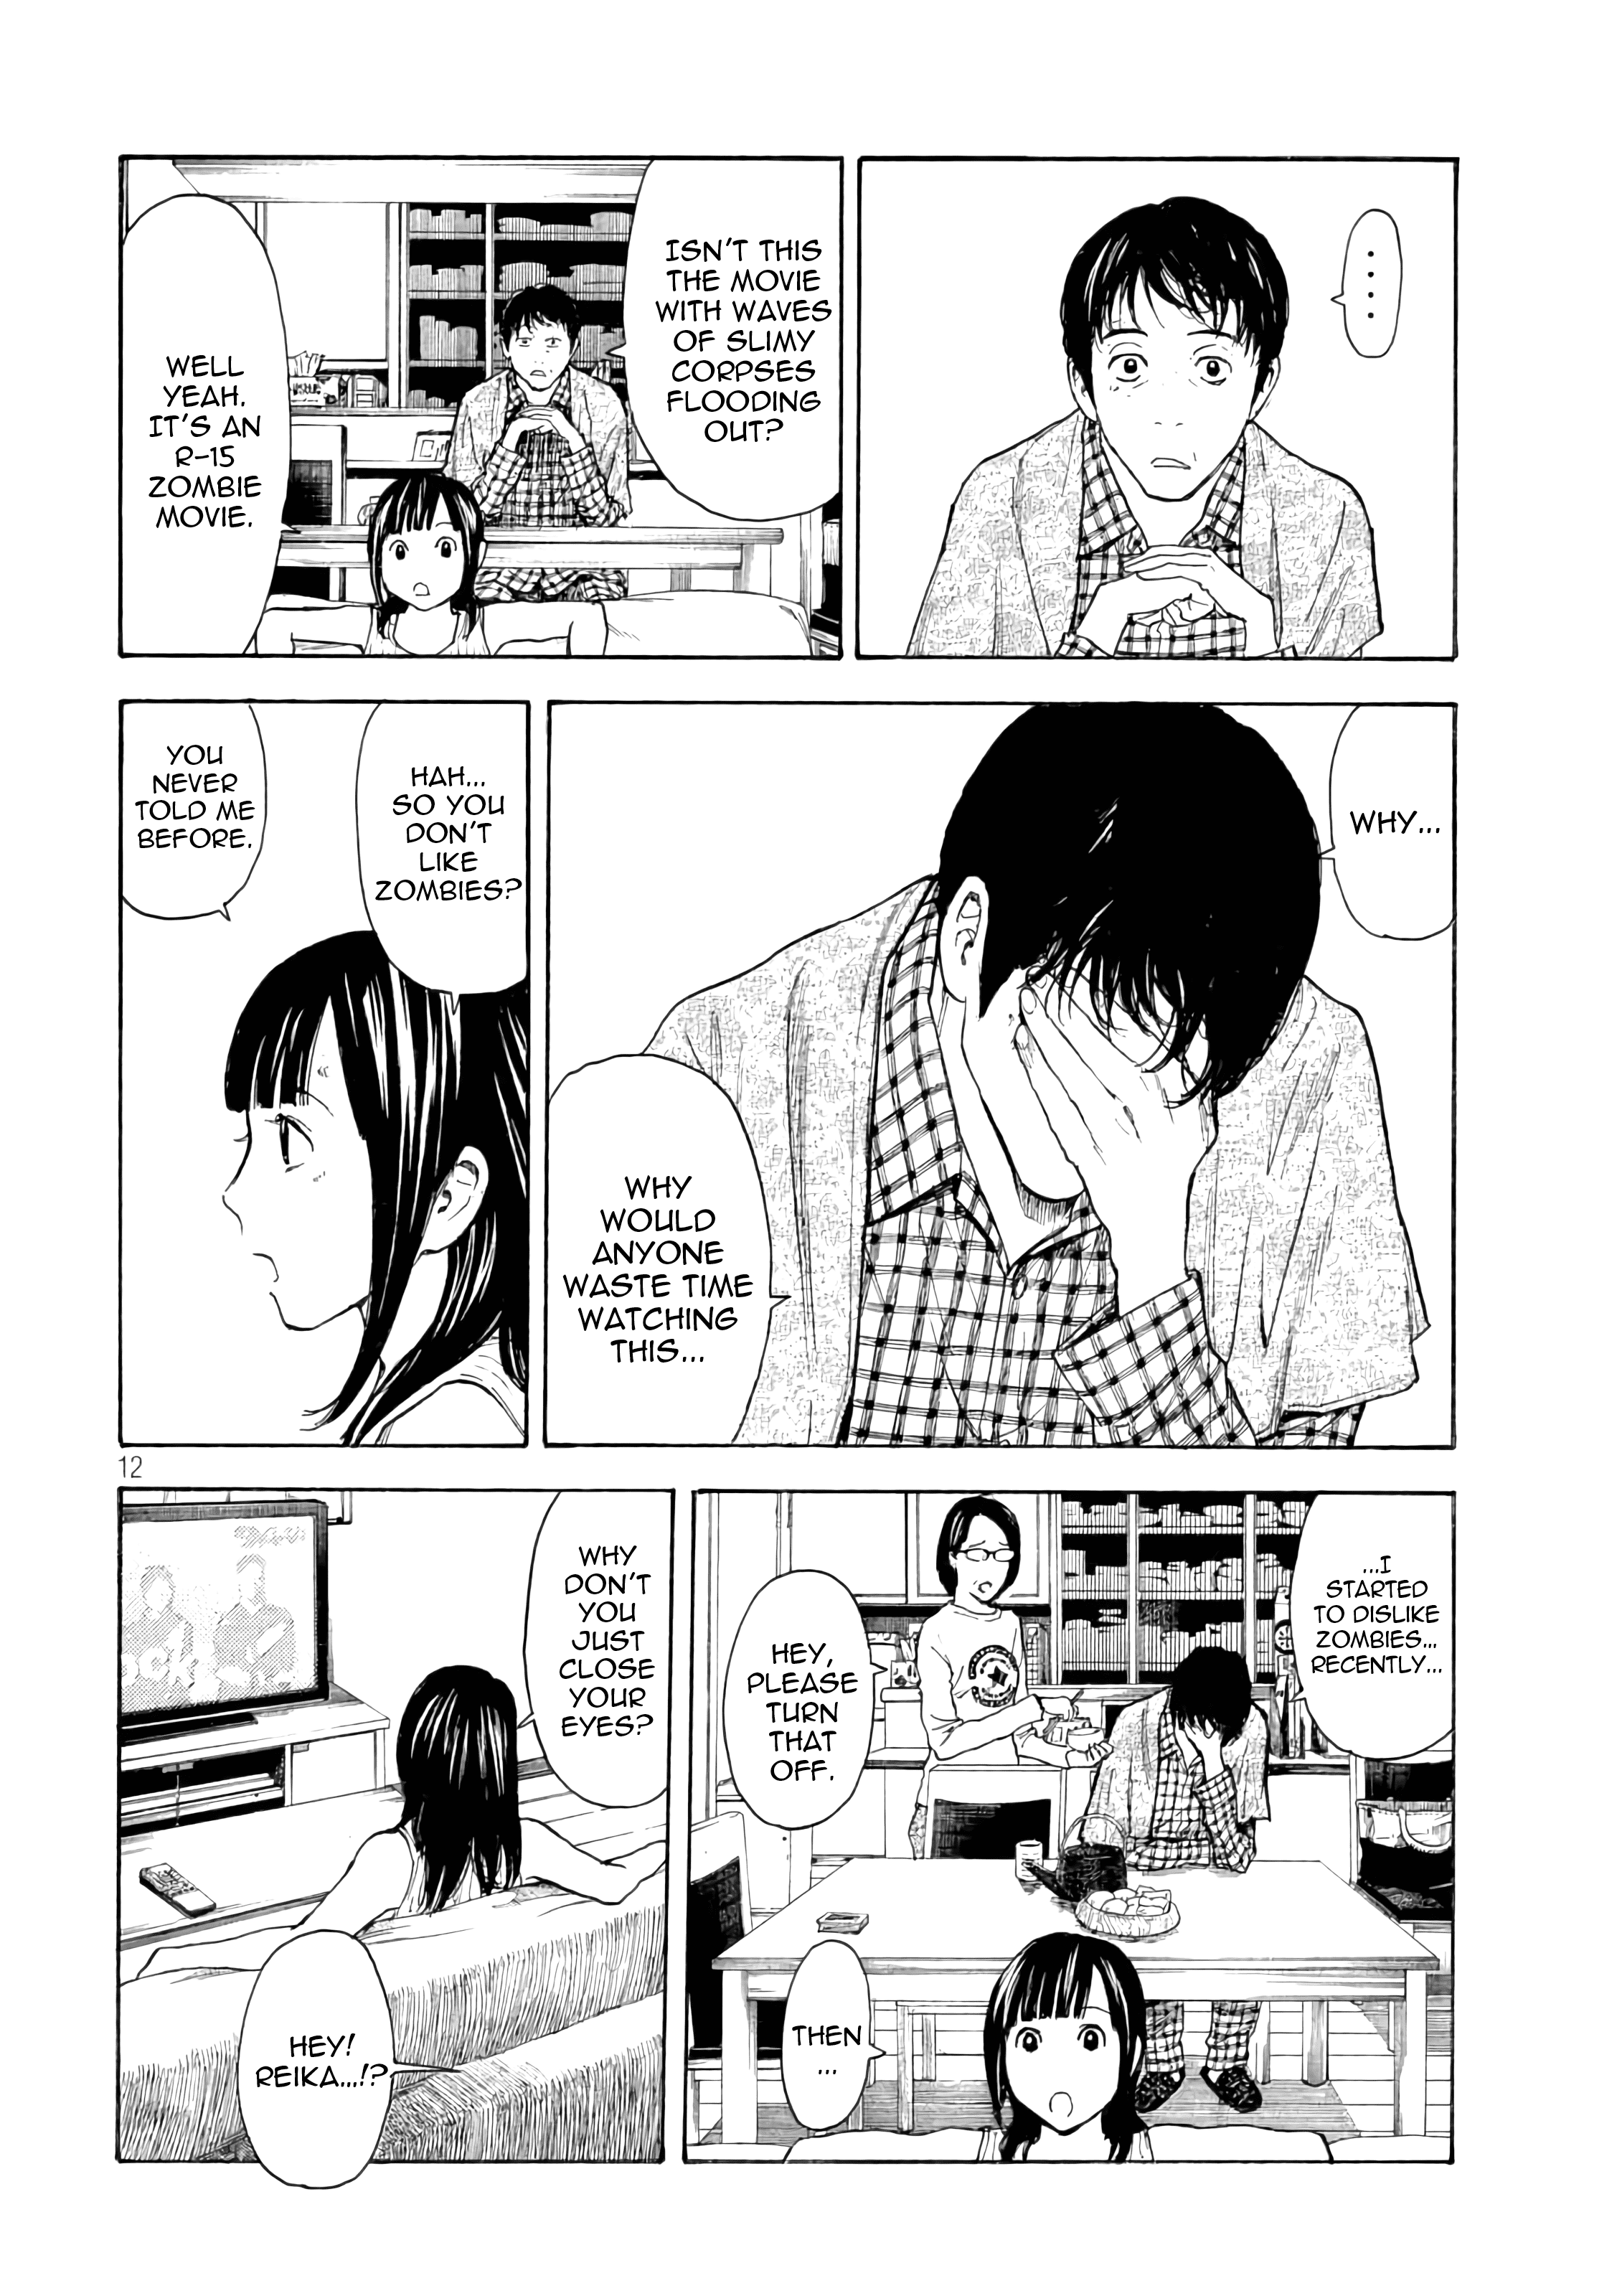 ....
ISN'T THIS
THE MOVIE
WITH WAVES
OF SLIMY
CORPSES
FLOODING
OUT?
WELL
YEAH.
IT'S AN
R-15
ZOMBIE
MOVIE.
WHY...
WHY
WOULD
ANYONE
WASTE TIME
WATCHING
THIS...
HAH...
SO YOU
DON'T
LIKE
ZOMBIES?
YOU
NEVER
TOLD ME
BEFORE.
...I
STARTED
TO DISLIKE
ZOMBIES...
RECENTLY...
HEY,
PLEASE
TURN
THAT
OFF.
THEN
...
WHY
DON'T
YOU
JUST
CLOSE
YOUR
EYES?
HEY!
REIKA...!?
12